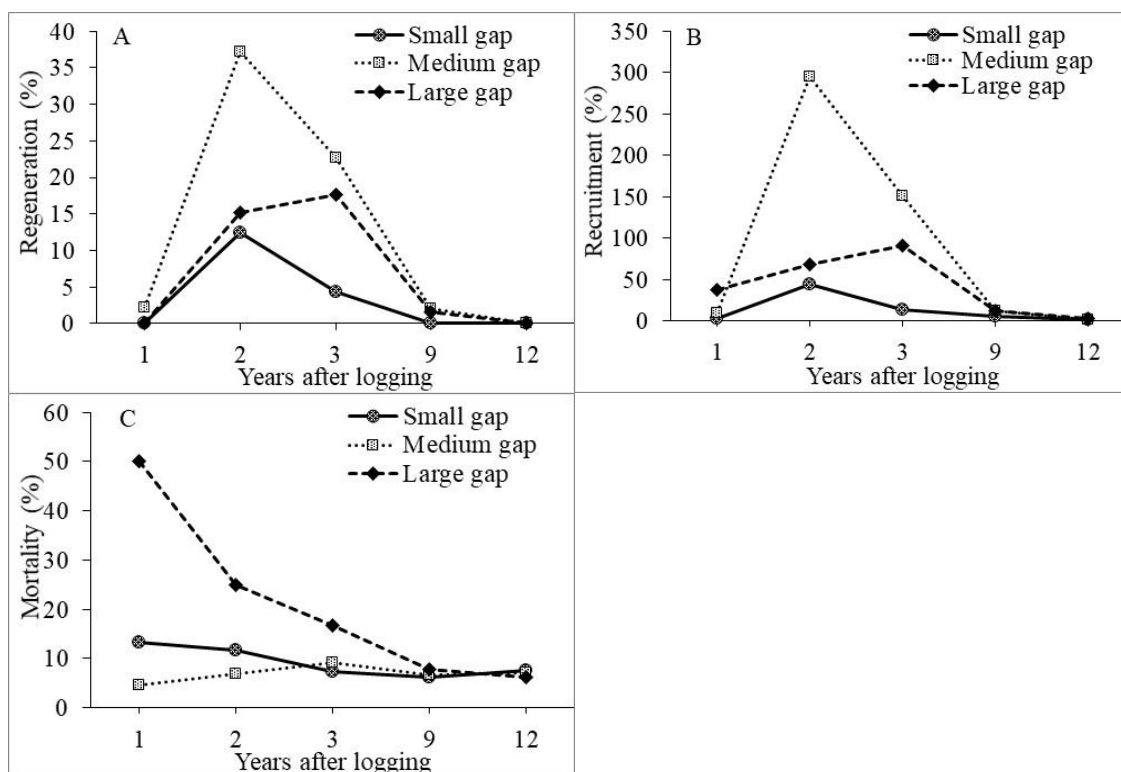 A
Small gap
Medium gap
Large gap
Regeneration (%)
40
35
30
25
20
15
10
5
0
1 2 3 9 12
Years after logging
B
Small gap
Medium gap
Large gap
Recruitment (%)
350
300
250
200
150
100
50
0
1 2 3 9 12
Years after logging
C
Small gap
Medium gap
Large gap
Mortality (%)
60
50
40
30
20
10
0
1 2 3 9 12
Years after logging